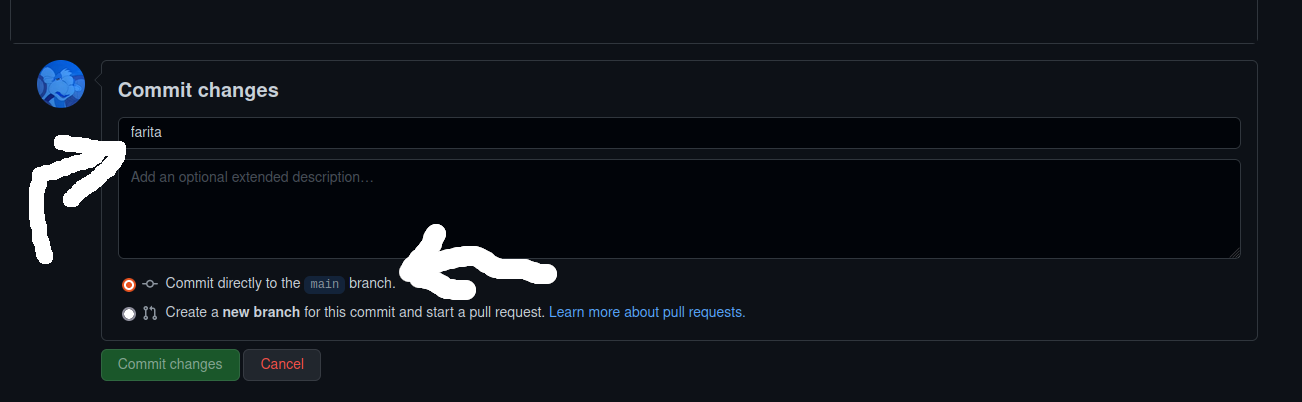 Commit changes
farita
Add an optional extended description…
Commit directly to the main branch.
Create a new branch for this commit and start a pull request. Learn more about pull requests.
Commit changes Cancel